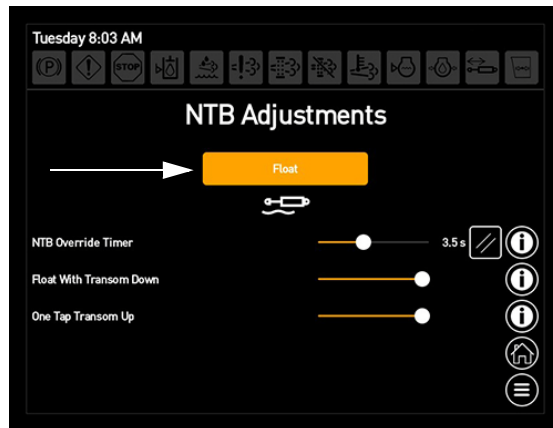 Tuesday 8:03 AM
(P) STOP
NTB Adjustments
Float
NTB Override Timer 3.5 s
Float With Transom Down
One Tap Transom Up